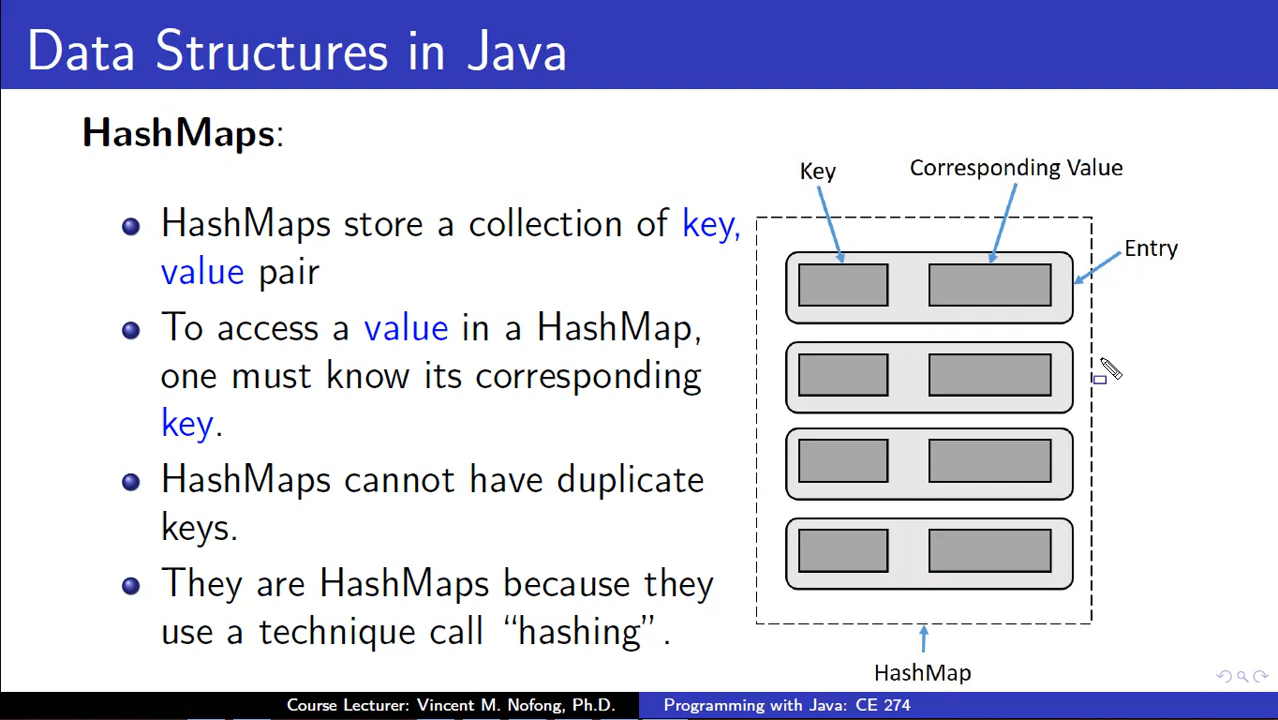 Data Structures in Java
HashMaps:
HashMaps store a collection of key,
value pair
To access a value in a HashMap,
one must know its corresponding
key.
HashMaps cannot have duplicate
keys.
They are HashMaps because they
use a technique call “hashing”.
Key
Corresponding Value
Entry
HashMap
Course Lecturer: Vincent M. Nofong, Ph.D.
Programming with Java: CE 274